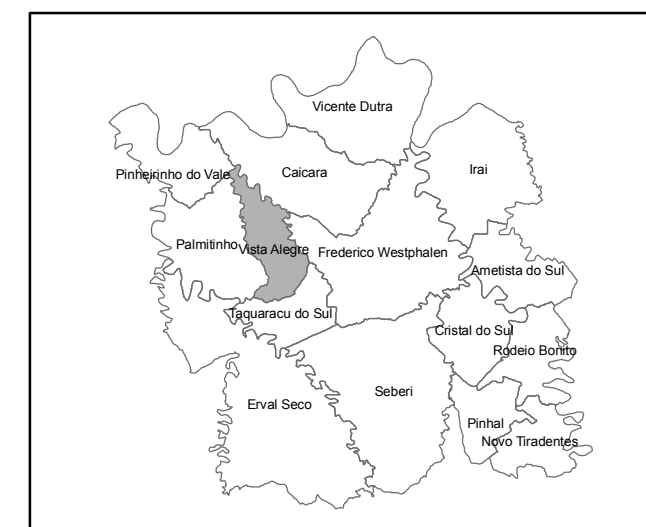 Vicente Dutra
Irai
Caicara
Pinheirinho do Vale
Palmitinho
Vista Alegre
Frederico Westphalen
Ametista do Sul
Taquaracu do Sul
Cristal do Sul
Rodeio Bonito
Seberi
Erval Seco
Pinhal
Novo Tiradentes